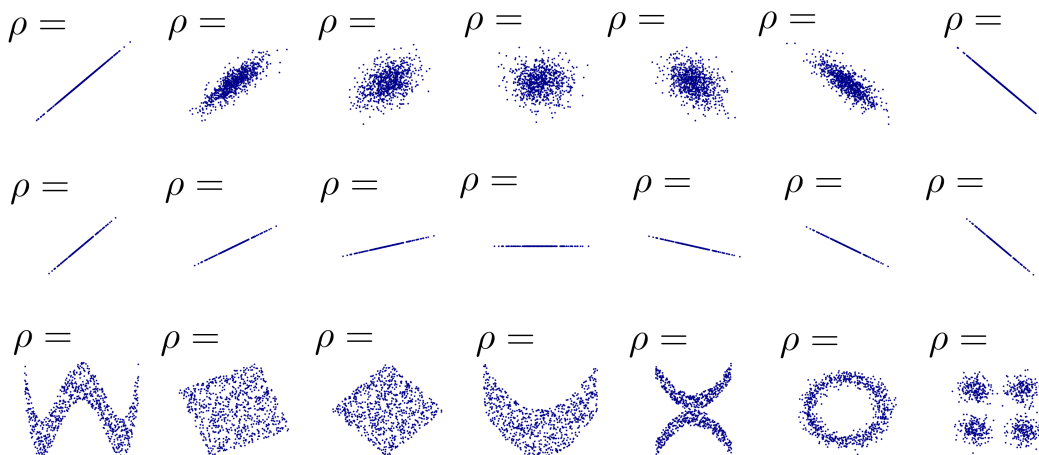 ρ = ρ = ρ = ρ = ρ = ρ = ρ =
ρ = ρ = ρ = ρ = ρ = ρ = ρ =
ρ = ρ = ρ = ρ = ρ = ρ = ρ =